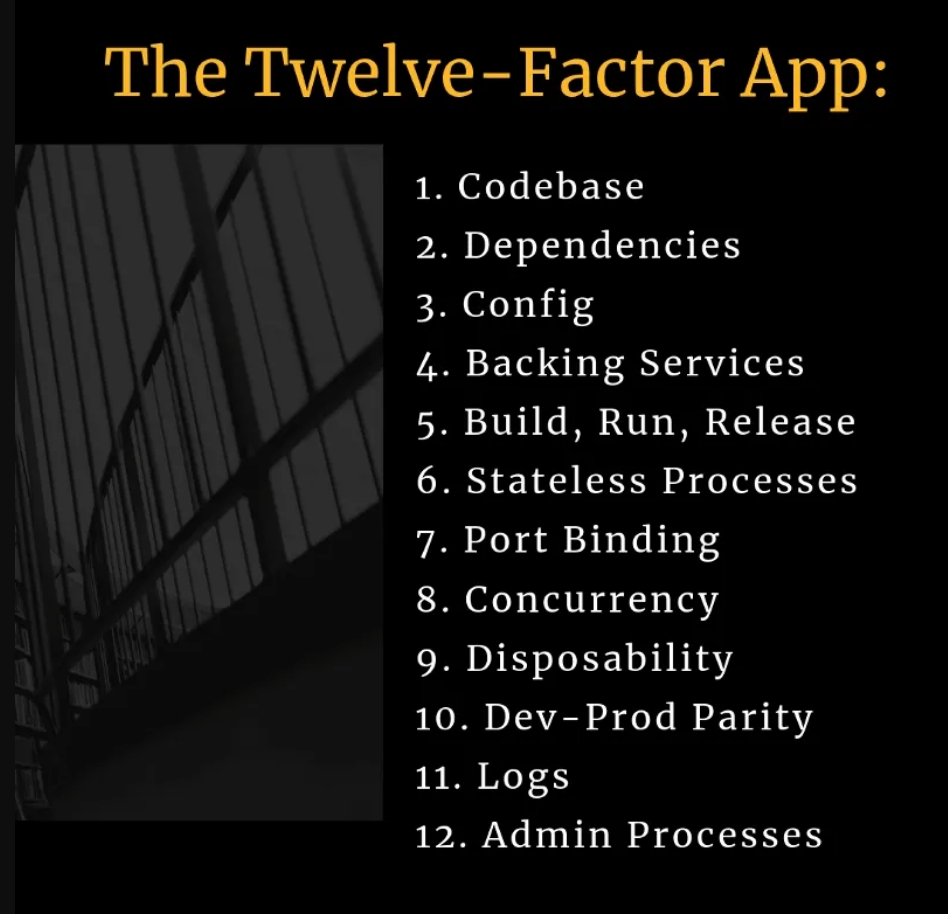 The Twelve-Factor App:
1. Codebase
2. Dependencies
3. Config
4. Backing Services
5. Build, Run, Release
6. Stateless Processes
7. Port Binding
8. Concurrency
9. Disposability
10. Dev-Prod Parity
11. Logs
12. Admin Processes